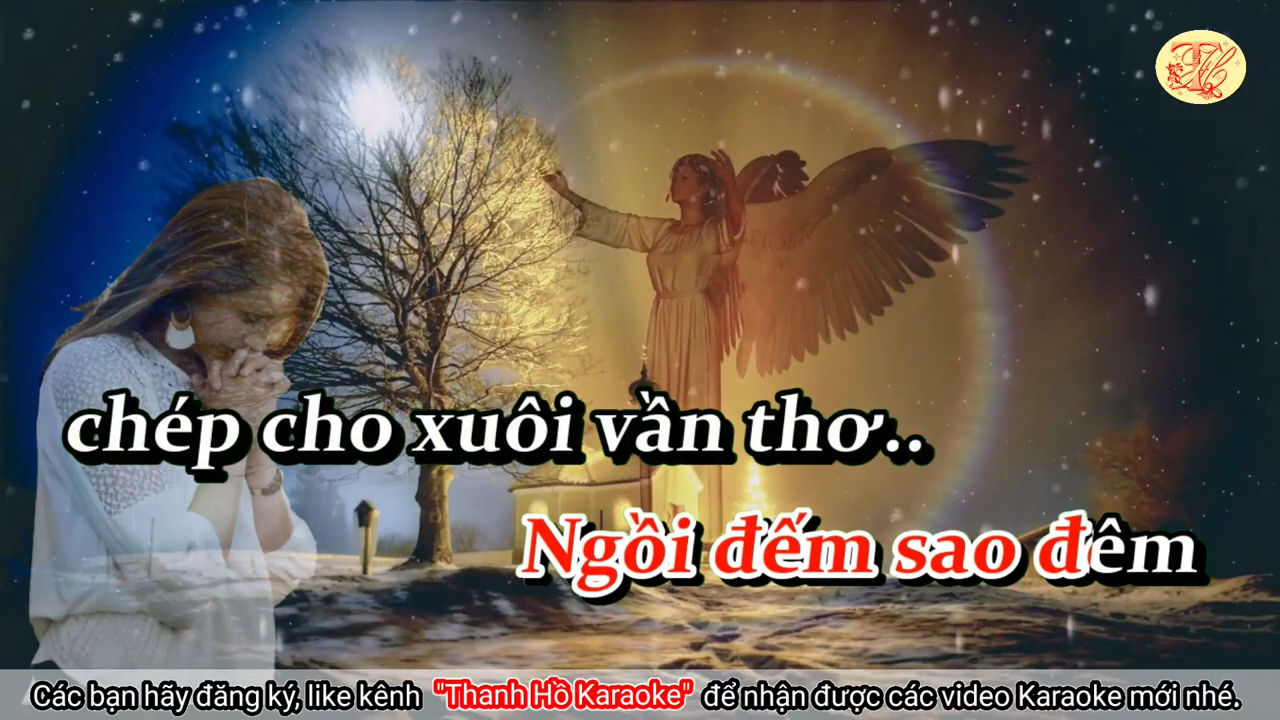 chép cho xuôi vần thơ..
Ngồi đếm sao đêm
Các bạn hãy đăng ký, like kênh "Thanh Hồ Karaoke" để nhận được các video Karaoke mới nhé.